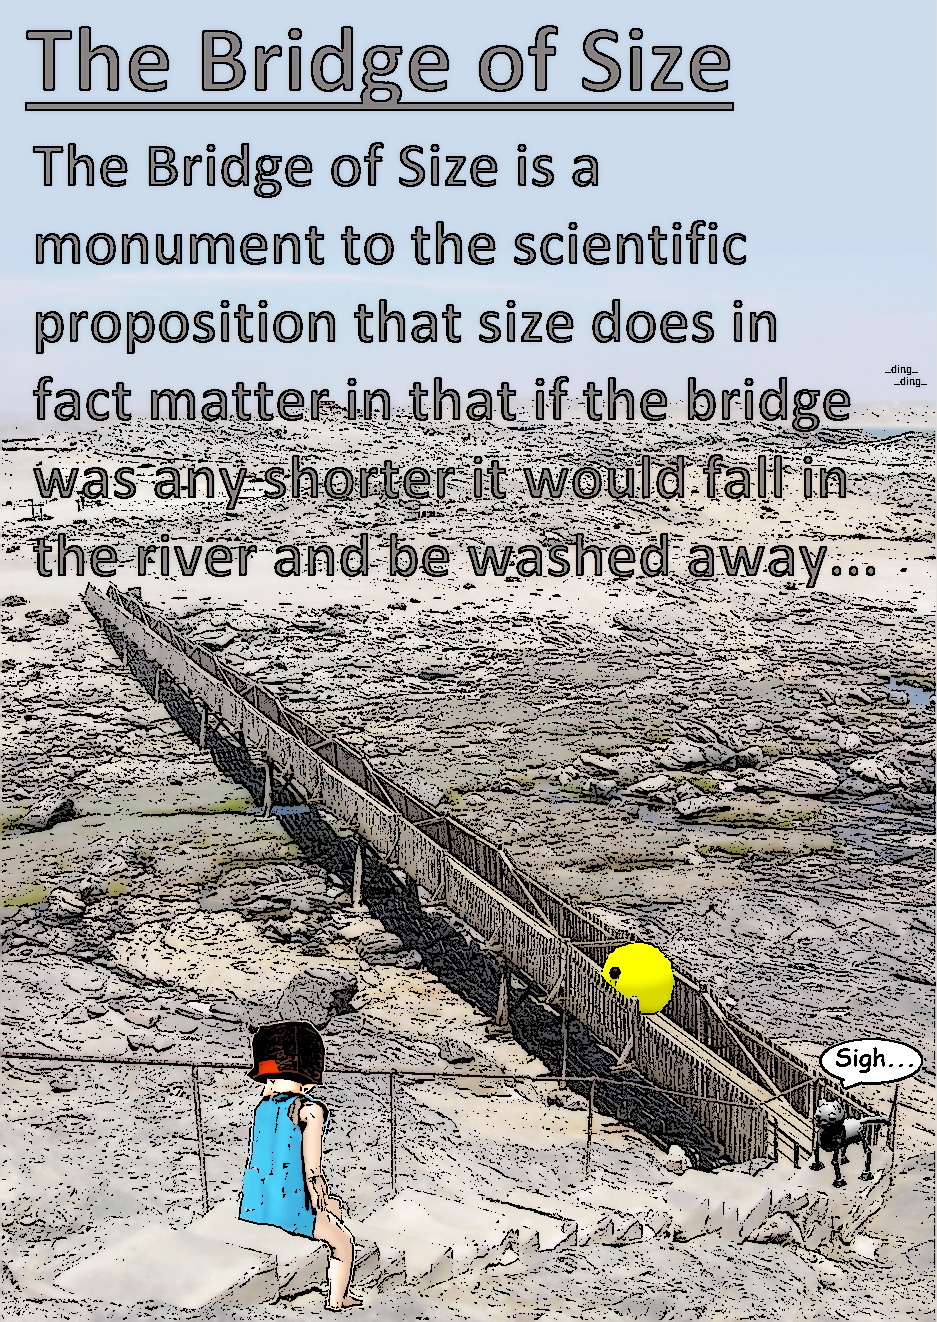 The Bridge of Size
The Bridge of Size is a
monument to the scientific
proposition that size does in
fact matter in that if the bridge
was any shorter it would fall in
the river and be washed away...
_ding_
_ding_
Sigh...